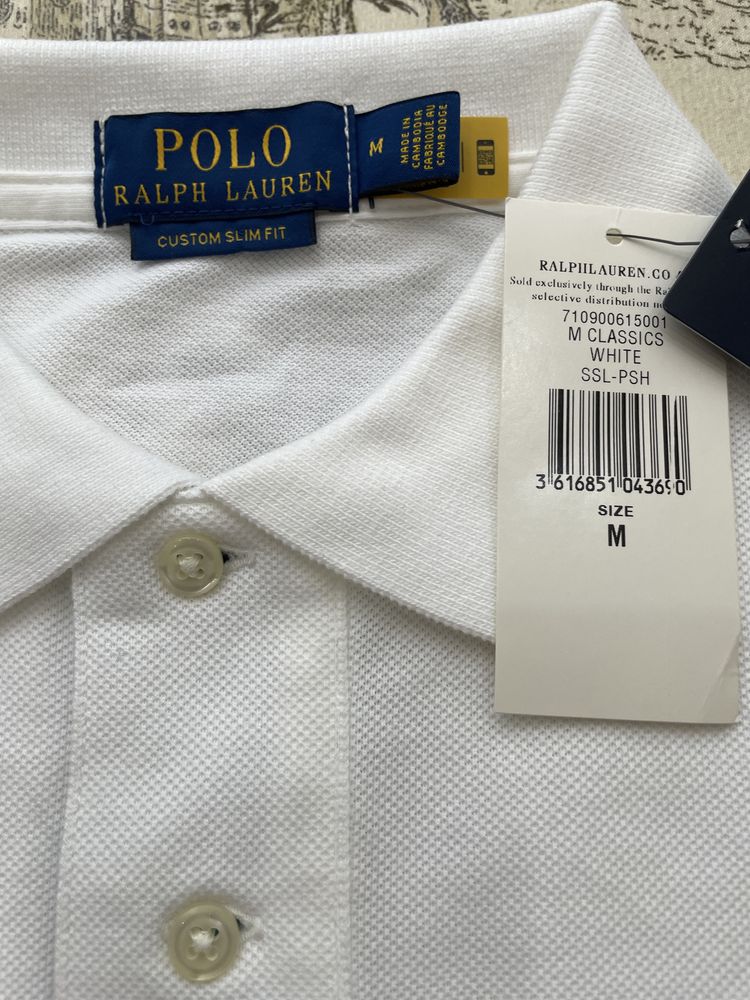 POLO
RALPH LAUREN
CUSTOM SLIM FIT
M
MADE IN
CAMBODIA
FABRIQUÉ AU
CAMBODGE
RALPHLAUREN.CO
Sold exclusively through the
selective distribution
710900615001
M CLASSICS
WHITE
SSL-PSH
3 616851 043690
SIZE
M